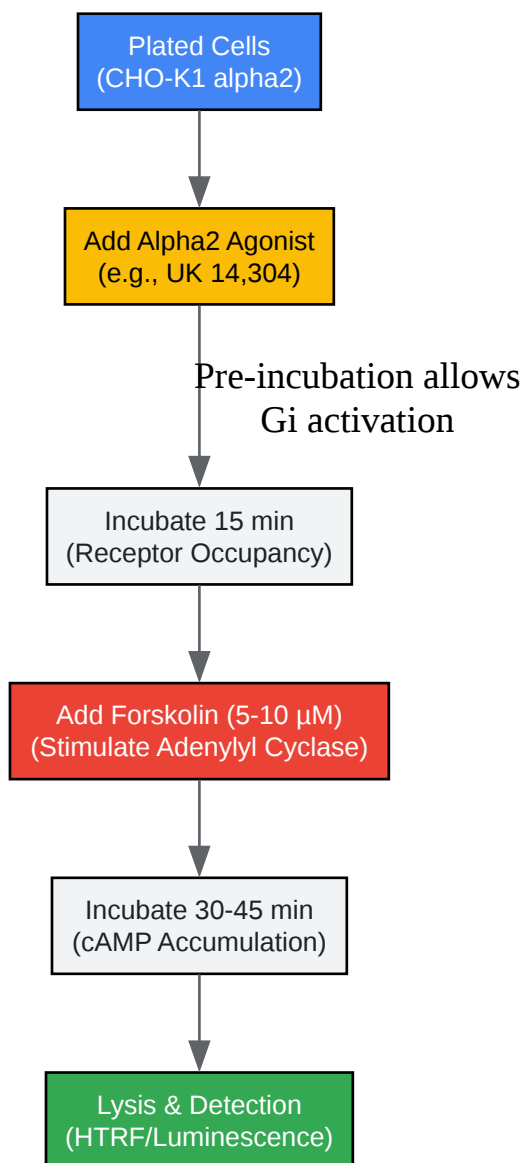 Plated Cells
(CHO-K1 alpha2)
Add Alpha2 Agonist
(e.g., UK 14,304)
Pre-incubation allows
Gi activation
Incubate 15 min
(Receptor Occupancy)
Add Forskolin (5-10 µM)
(Stimulate Adenylyl Cyclase)
Incubate 30-45 min
(cAMP Accumulation)
Lysis & Detection
(HTRF/Luminescence)